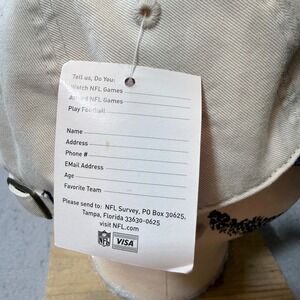 Tell us, Do You:
Watch NFL Games
Attend NFL Games
Play Football
Name
Address
Phone #
EMail Address
Age
Favorite Team
Please send to: NFL Survey, PO Box 30625,
Tampa, Florida 33630-0625
visit NFL.com
NFL
VISA